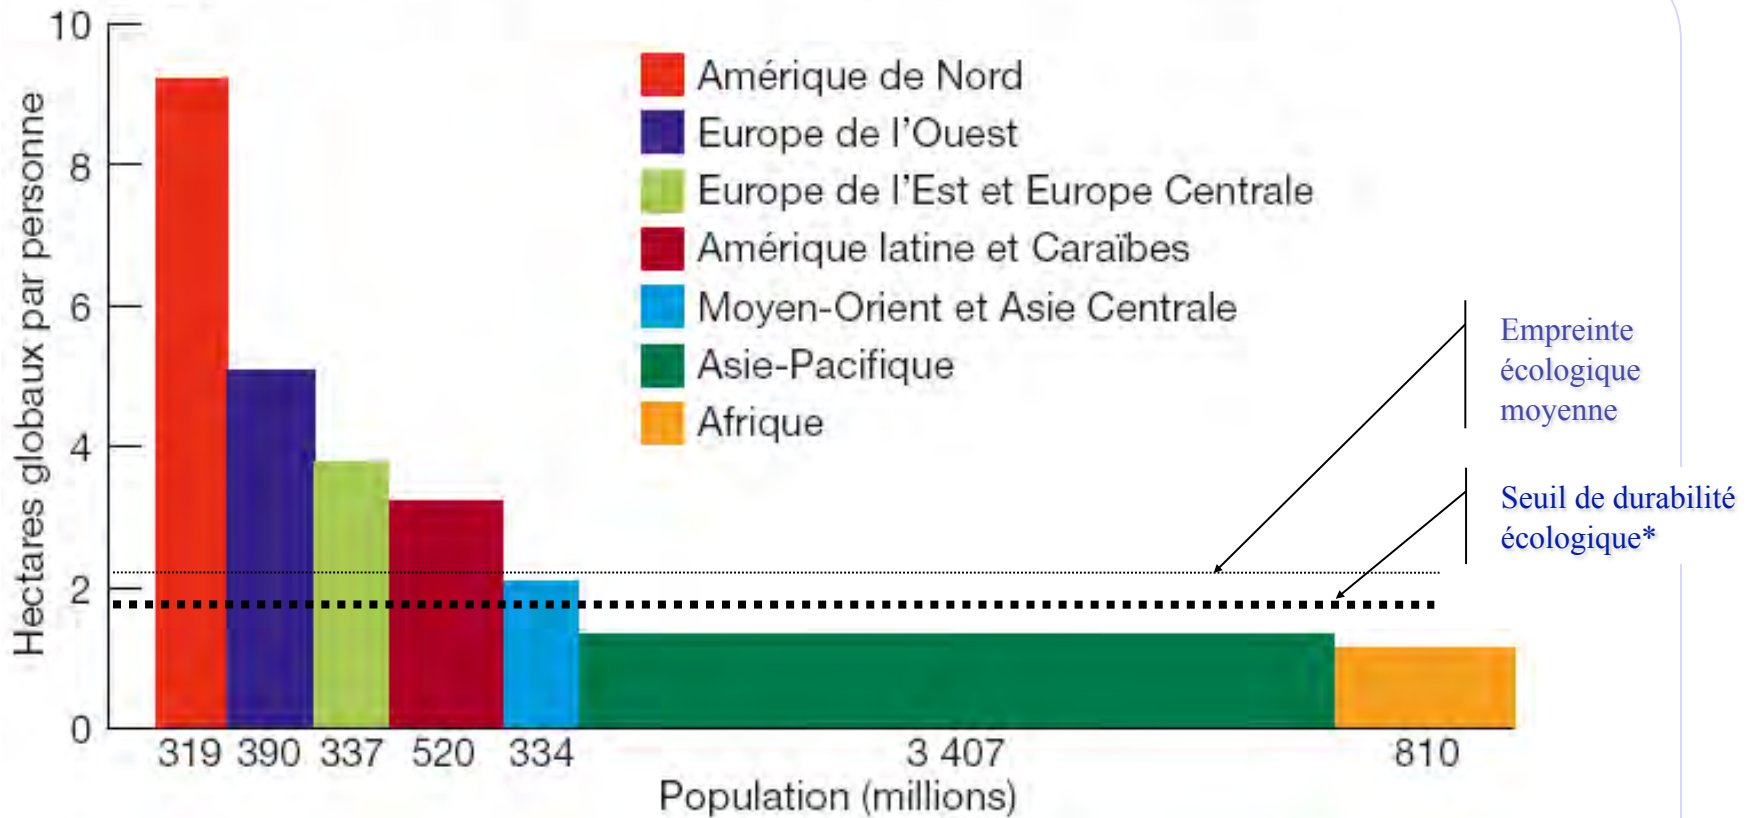 10
8
6
4
2
0
Hectares globaux par personne
Amérique de Nord
Europe de l'Ouest
Europe de l'Est et Europe Centrale
Amérique latine et Caraïbes
Moyen-Orient et Asie Centrale
Asie-Pacifique
Afrique
Empreinte
écologique
moyenne
Seuil de durabilité
écologique*
319 390 337 520 334 3 407 810
Population (millions)